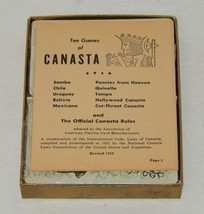 Ten Games
of
CANASTA
Samba
Chile
Uruguay
Bolivia
Mexicana
Pennies from Heaven
Quinella
Tampa
Hollywood Canasta
Cut-Throat Canasta
and
The Official Canasta Rules
adopted by the Association of
American Playing Card Manufacturers
A combination of the International Code, Laws of Canasta,
compiled and promulgated in 1951 by the National Canasta
Laws Commissions of the United States and Argentina.
Revised
Page 1